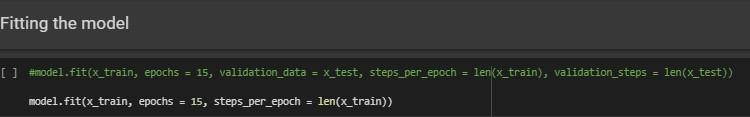 Fitting the model
[ ] #model.fit(x_train, epochs = 15, validation_data = x_test, steps_per_epoch = len(x_train), validation_steps = len(x_test))
model.fit(x_train, epochs = 15, steps_per_epoch = len(x_train))